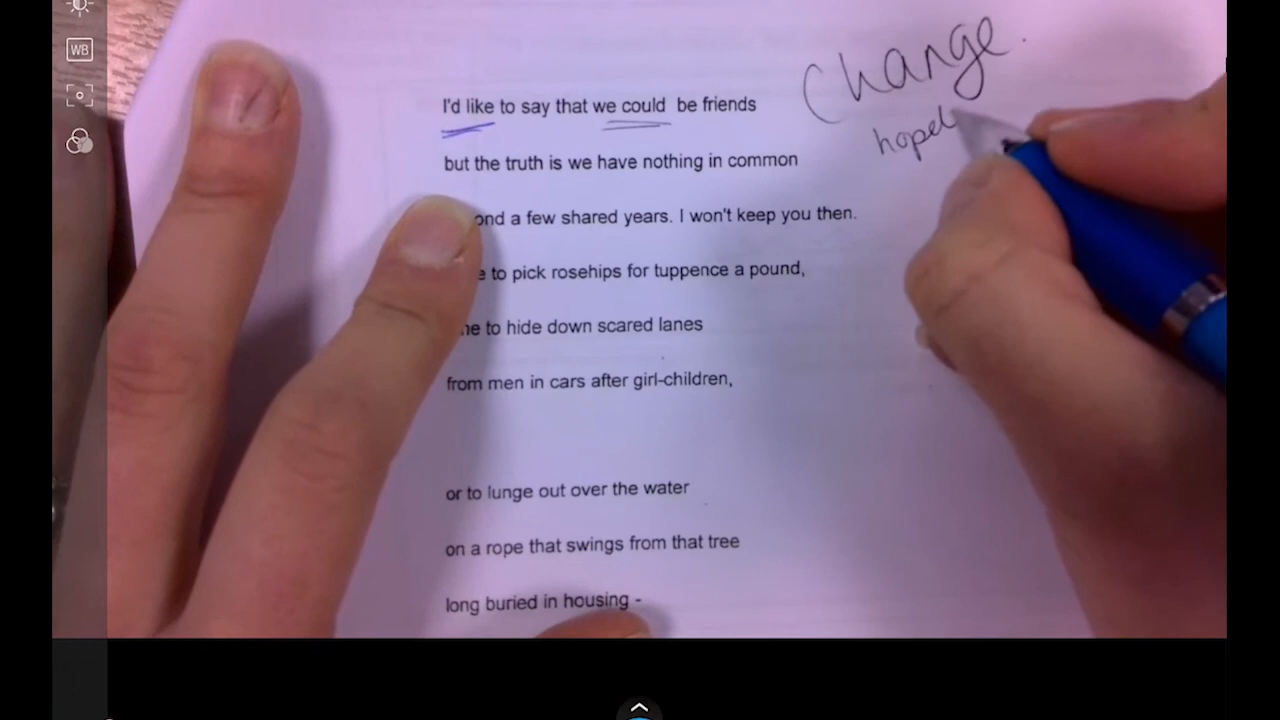 WB
Change.
I'd like to say that we could be friends
but the truth is we have nothing in common
a few shared years. I won't keep you then.
to pick rosehips for tuppence a pound,
to hide down scared lanes
from men in cars after girl-children,
or to lunge out over the water
on a rope that swings from that tree
long buried in housing -